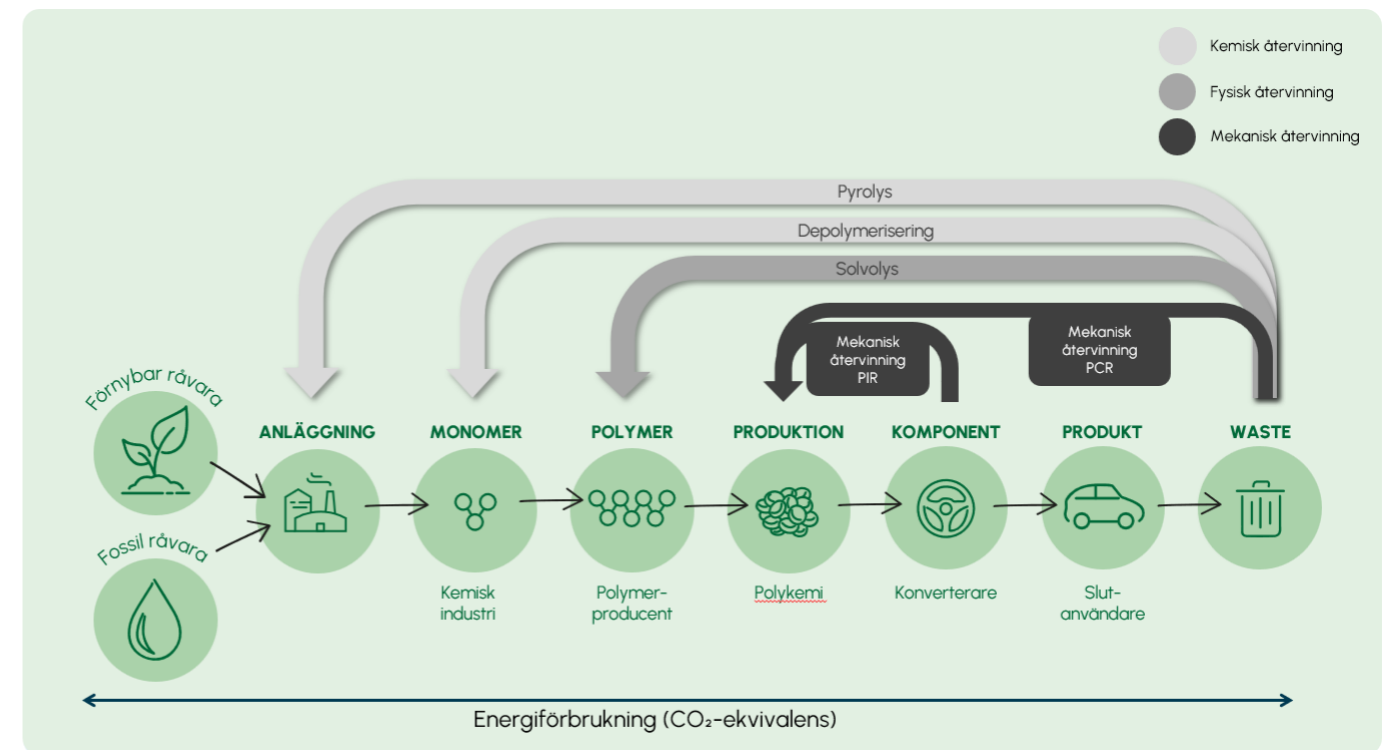 Kemisk återvinning
Fysisk återvinning
Mekanisk återvinning
Pyrolys
Depolymerisering
Solvolys
Mekanisk
återvinning
PIR
Mekanisk
återvinning
PCR
Förnybar råvara
Fossil råvara
ANLÄGGNING
MONOMER
POLYMER
PRODUKTION
KOMPONENT
PRODUKT
WASTE
Kemisk
industri
Polymer-
producent
Polykemi
Konverterare
Slut-
användare
Energiförbrukning (CO₂-ekvivalens)